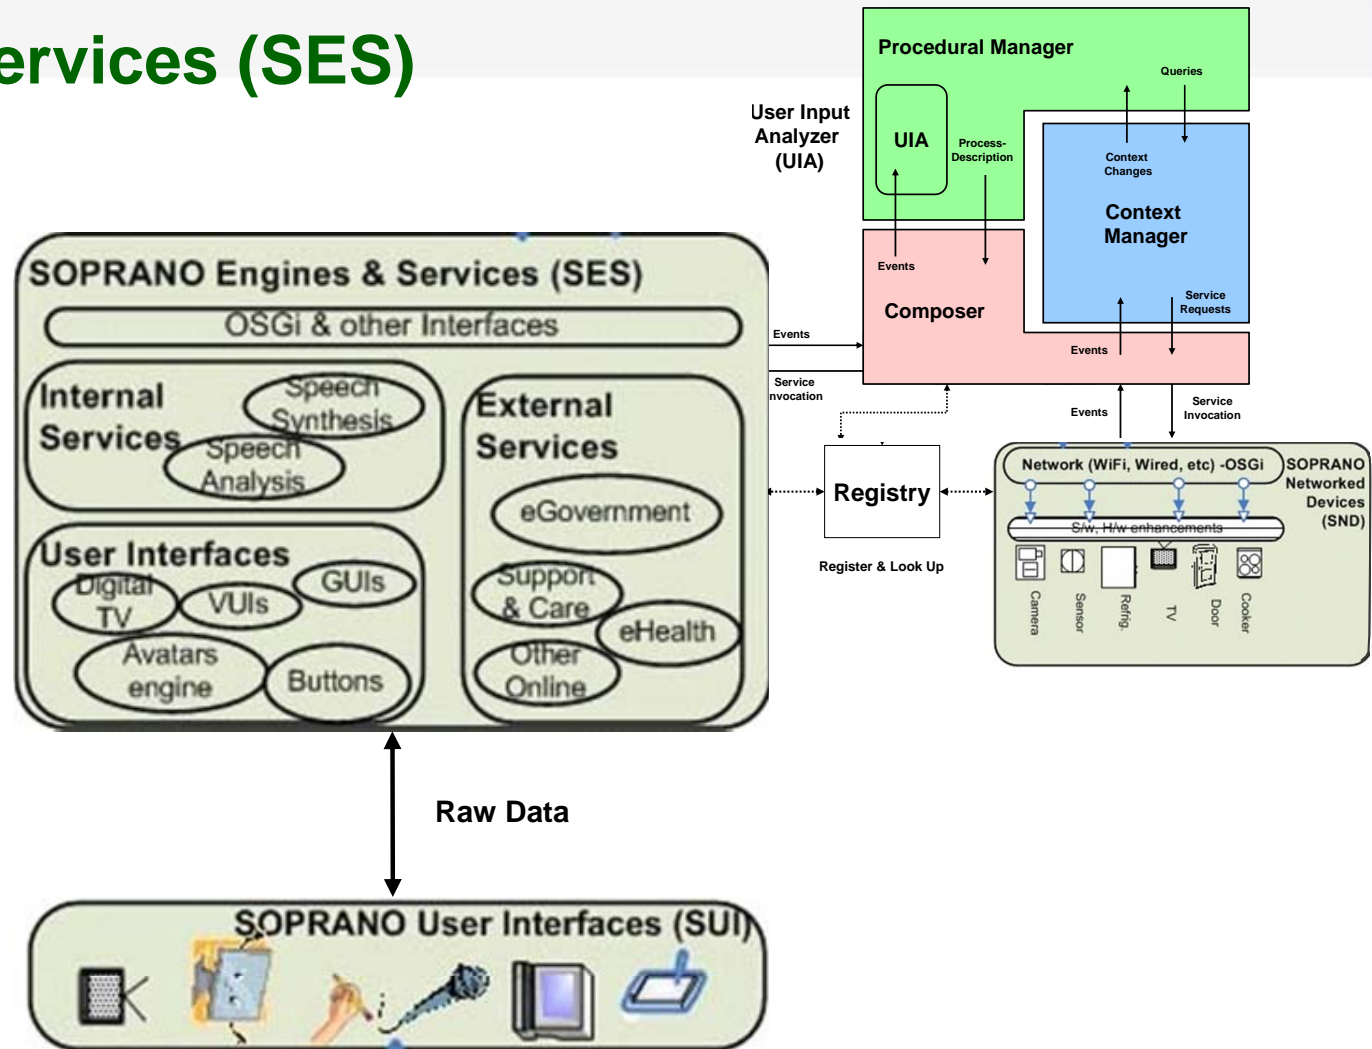 ervices (SES)
Procedural Manager
Queries
User Input
Analyzer
(UIA)
UIA
Process-
Description
Context
Changes
Context
Manager
Events
Composer
Service
Requests
Events
SOPRANO Engines & Services (SES)
OSGi & other Interfaces
Internal
Services
Speech
Synthesis
Speech
Analysis
External
Services
eGovernment
Support
& Care
eHealth
Other
Online
User Interfaces
Digital
TV
VUIs
GUIs
Avatars
engine
Buttons
Events
Service
nvocation
Events
Service
Invocation
Registry
Register & Look Up
Network (WiFi, Wired, etc) -OSGi
SOPRANO
Networked
Devices
(SND)
S/w, H/w enhancements
Camera
Sensor
Refrig.
TV
Door
Cooker
Raw Data
SOPRANO User Interfaces (SUI)